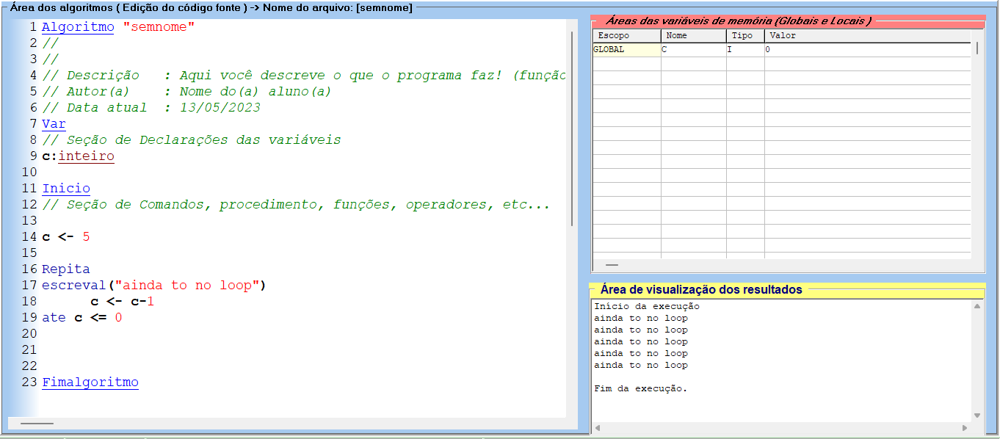 Área dos algoritmos ( Edição do código fonte ) -> Nome do arquivo: [semnome]
1 Algoritmo "semnome"
2 //
3 //
4 // Descrição   : Aqui você descreve o que o programa faz! (função
5 // Autor(a)    : Nome do(a) aluno(a)
6 // Data atual  : 13/05/2023
7 Var
8 // Seção de Declarações das variáveis
9 c:inteiro
10
11 Inicio
12 // Seção de Comandos, procedimento, funções, operadores, etc...
13
14 c <- 5
15
16 Repita
17 escreval("ainda to no loop")
18       c <- c-1
19 ate c <= 0
20
21
22
23 Fimalgoritmo
Áreas das variáveis de memória (Globais e Locais )
Escopo Nome Tipo Valor
GLOBAL C I 0
Área de visualização dos resultados
Início da execução
ainda to no loop
ainda to no loop
ainda to no loop
ainda to no loop
ainda to no loop
Fim da execução.